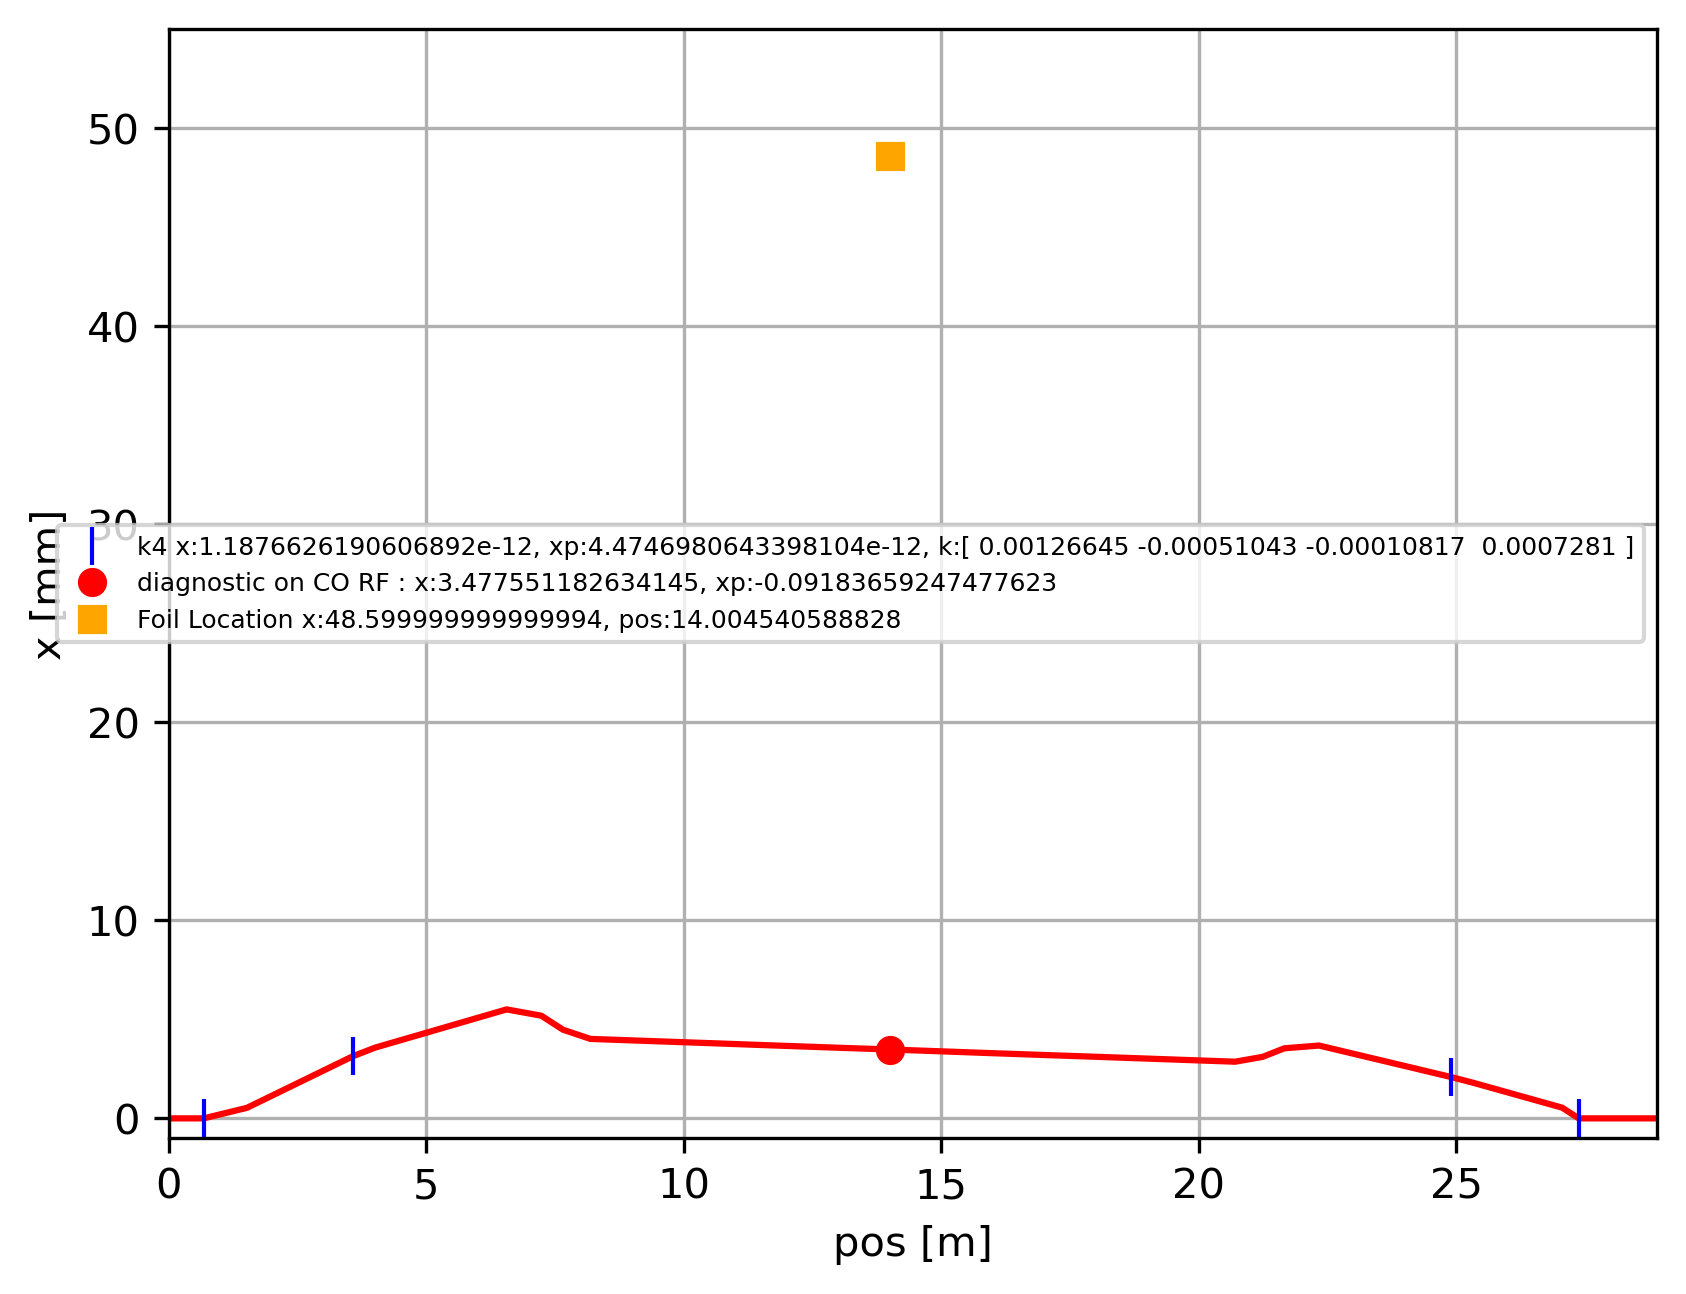 50
40
30
k4 x:1.1876626190606892e-12, xp:4.4746980643398104e-12, k:[ 0.00126645 -0.00051043 -0.00010817  0.0007281 ]
diagnostic on CO RF : x:3.477551182634145, xp:-0.09183659247477623
Foil Location x:48.599999999999994, pos:14.004540588828
x [mm]
20
10
0
0 5 10 15 20 25
pos [m]